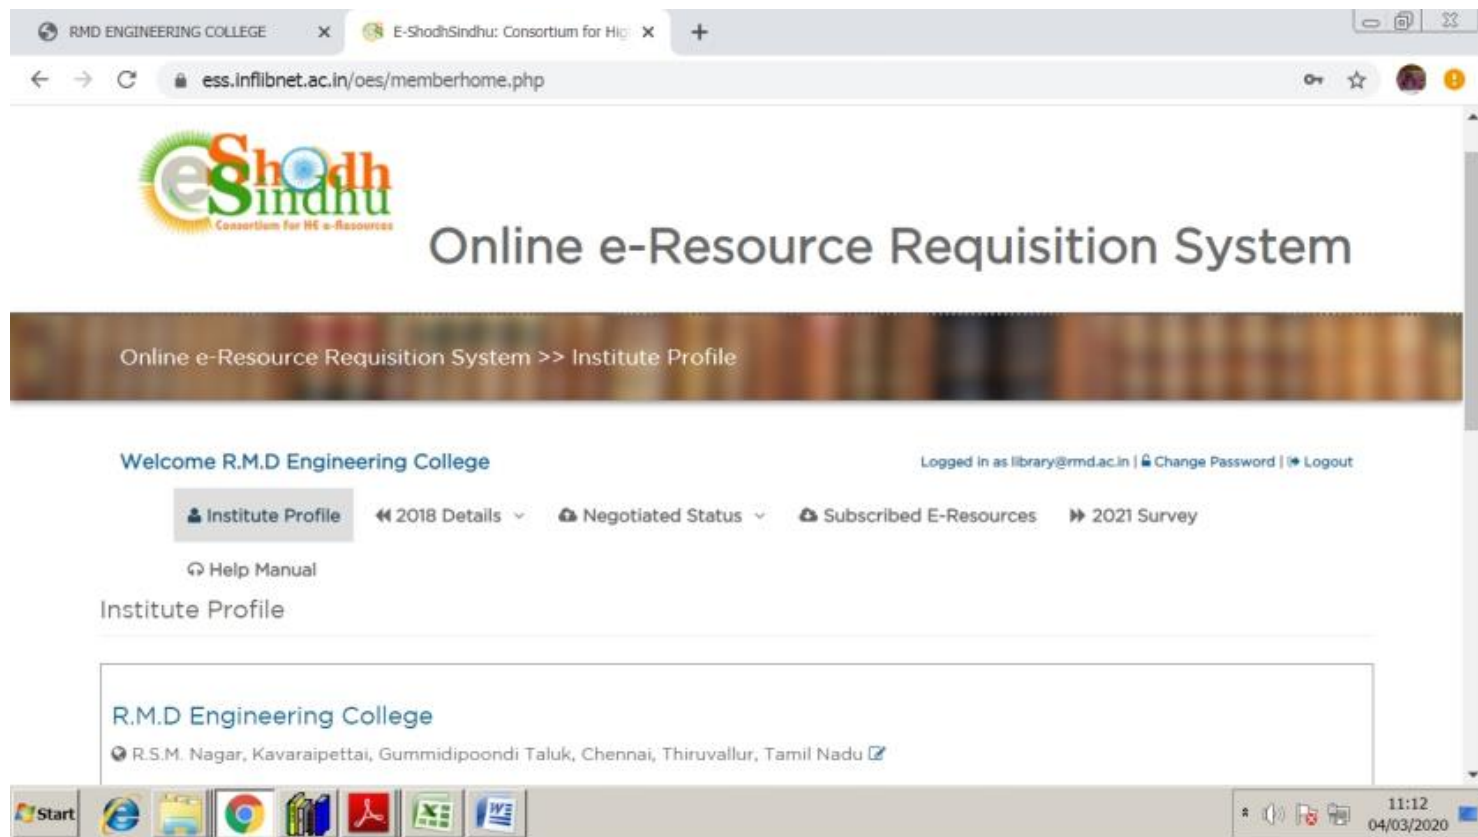 RMD ENGINEERING COLLEGE
E-ShodhSindhu: Consortium for Hig
ess.inflibnet.ac.in/oes/memberhome.php
e Shodh
Sindhu
Consortium for HE e-Resources
Online e-Resource Requisition System
Online e-Resource Requisition System >> Institute Profile
Welcome R.M.D Engineering College
Logged in as library@rmd.ac.in | Change Password | Logout
Institute Profile 2018 Details Negotiated Status Subscribed E-Resources 2021 Survey
Help Manual
Institute Profile
R.M.D Engineering College
R.S.M. Nagar, Kavaraipettai, Gummidipoondi Taluk, Chennai, Thiruvallur, Tamil Nadu
Start
11:12
04/03/2020